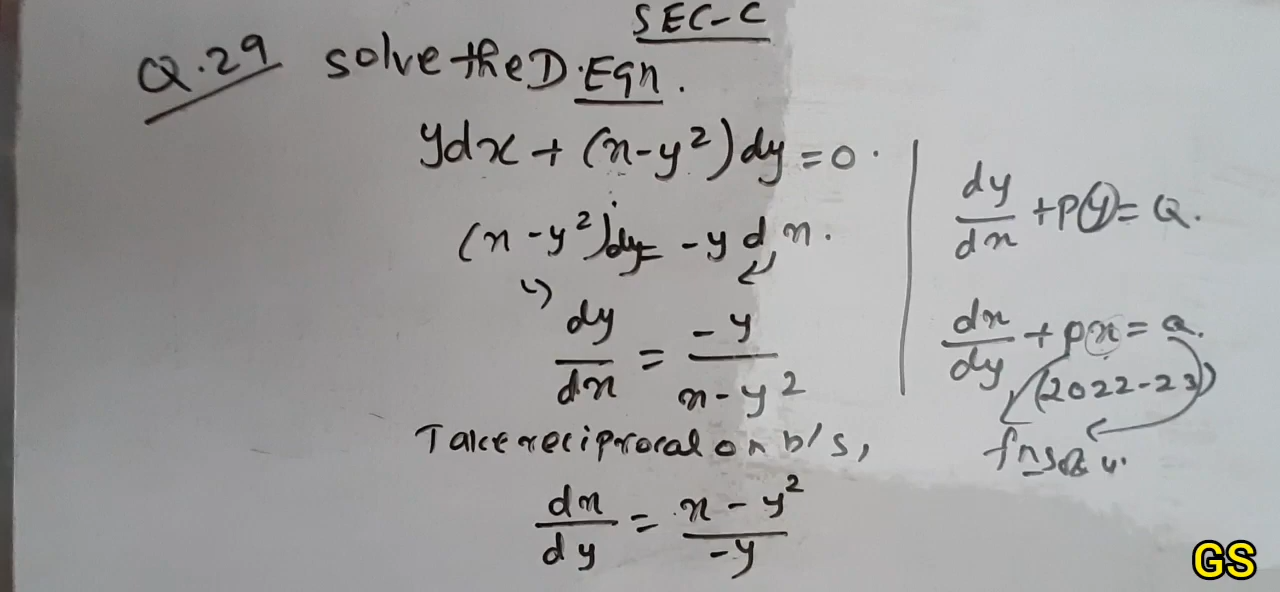 SEC-C
Q.29 solve the D.Eqn.
ydx + (x-y²)dy = 0.
(x-y²)dy = -y dx.
dy/dx = -y/(x-y²)
Take reciprocal on b/s,
dx/dy = (x-y²)/-y
dy/dx + Py = Q.
dx/dy + Px = Q.
(2022-23)
GS